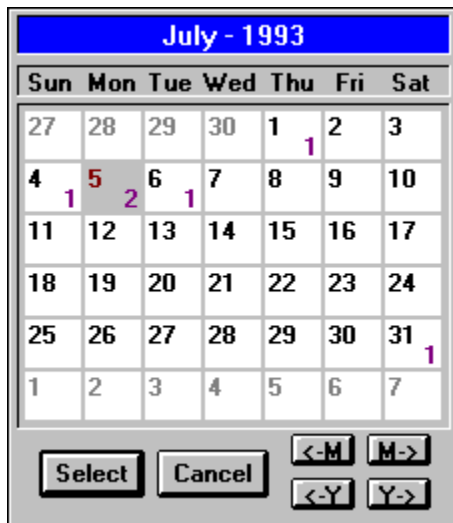 July - 1993
Sun Mon Tue Wed Thu Fri Sat
27 28 29 30 1 1 2 3
4 1 5 2 6 1 7 8 9 10
11 12 13 14 15 16 17
18 19 20 21 22 23 24
25 26 27 28 29 30 31 1
1 2 3 4 5 6 7
Select Cancel <-M M->
<-Y Y->